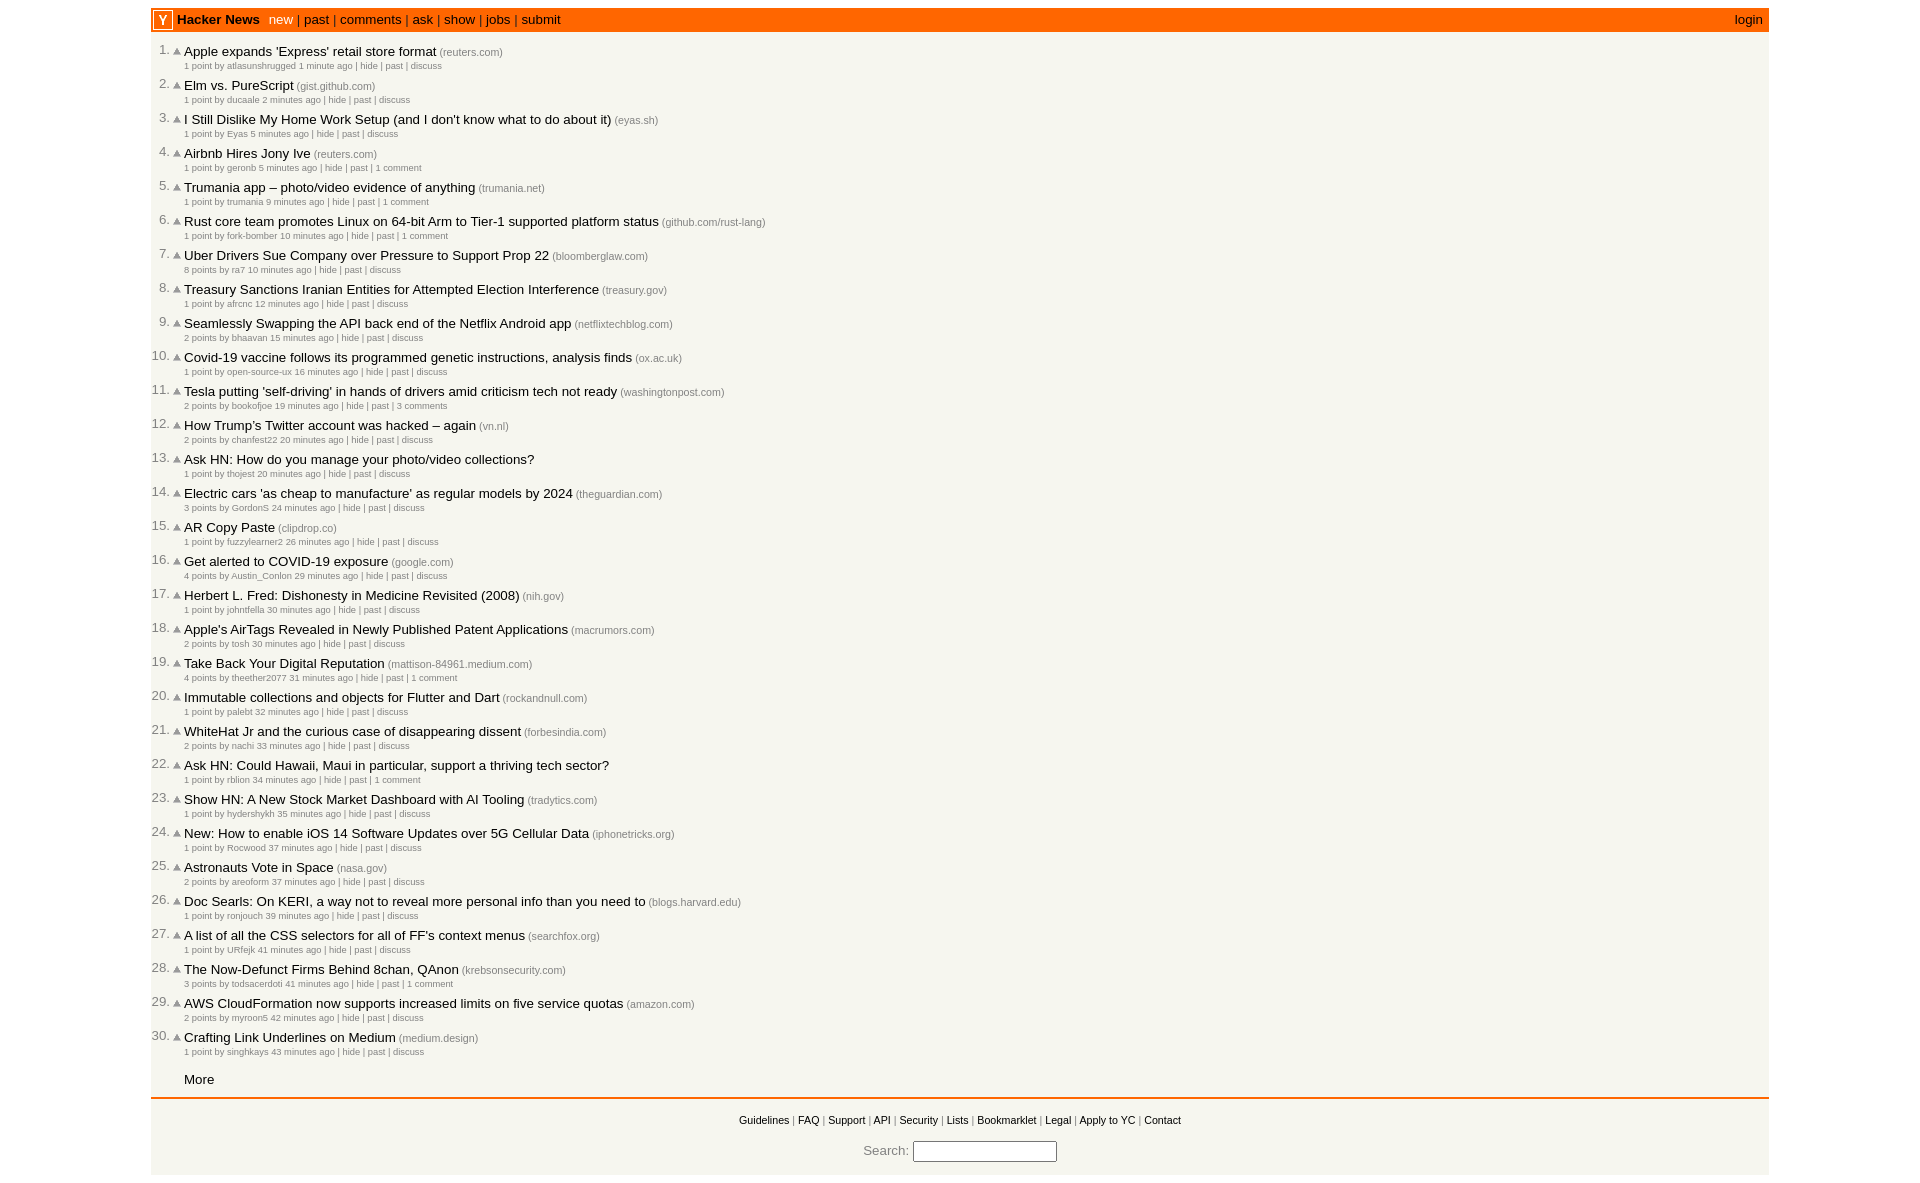 Y Hacker News new | past | comments | ask | show | jobs | submit login
1. Apple expands 'Express' retail store format (reuters.com)
1 point by atlasunshrugged 1 minute ago | hide | past | discuss
2. Elm vs. PureScript (gist.github.com)
1 point by ducaale 2 minutes ago | hide | past | discuss
3. I Still Dislike My Home Work Setup (and I don't know what to do about it) (eyas.sh)
1 point by Eyas 5 minutes ago | hide | past | discuss
4. Airbnb Hires Jony Ive (reuters.com)
1 point by geronb 5 minutes ago | hide | past | 1 comment
5. Trumania app – photo/video evidence of anything (trumania.net)
1 point by trumania 9 minutes ago | hide | past | 1 comment
6. Rust core team promotes Linux on 64-bit Arm to Tier-1 supported platform status (github.com/rust-lang)
1 point by fork-bomber 10 minutes ago | hide | past | 1 comment
7. Uber Drivers Sue Company over Pressure to Support Prop 22 (bloomberglaw.com)
8 points by ra7 10 minutes ago | hide | past | discuss
8. Treasury Sanctions Iranian Entities for Attempted Election Interference (treasury.gov)
1 point by afrcnc 12 minutes ago | hide | past | discuss
9. Seamlessly Swapping the API back end of the Netflix Android app (netflixtechblog.com)
2 points by bhaavan 15 minutes ago | hide | past | discuss
10. Covid-19 vaccine follows its programmed genetic instructions, analysis finds (ox.ac.uk)
1 point by open-source-ux 16 minutes ago | hide | past | discuss
11. Tesla putting 'self-driving' in hands of drivers amid criticism tech not ready (washingtonpost.com)
2 points by bookofjoe 19 minutes ago | hide | past | 3 comments
12. How Trump’s Twitter account was hacked – again (vn.nl)
2 points by chanfest22 20 minutes ago | hide | past | discuss
13. Ask HN: How do you manage your photo/video collections?
1 point by thojest 20 minutes ago | hide | past | discuss
14. Electric cars 'as cheap to manufacture' as regular models by 2024 (theguardian.com)
3 points by GordonS 24 minutes ago | hide | past | discuss
15. AR Copy Paste (clipdrop.co)
1 point by fuzzylearner2 26 minutes ago | hide | past | discuss
16. Get alerted to COVID-19 exposure (google.com)
4 points by Austin_Conlon 29 minutes ago | hide | past | discuss
17. Herbert L. Fred: Dishonesty in Medicine Revisited (2008) (nih.gov)
1 point by johntfella 30 minutes ago | hide | past | discuss
18. Apple's AirTags Revealed in Newly Published Patent Applications (macrumors.com)
2 points by tosh 30 minutes ago | hide | past | discuss
19. Take Back Your Digital Reputation (mattison-84961.medium.com)
4 points by theether2077 31 minutes ago | hide | past | 1 comment
20. Immutable collections and objects for Flutter and Dart (rockandnull.com)
1 point by palebt 32 minutes ago | hide | past | discuss
21. WhiteHat Jr and the curious case of disappearing dissent (forbesindia.com)
2 points by nachi 33 minutes ago | hide | past | discuss
22. Ask HN: Could Hawaii, Maui in particular, support a thriving tech sector?
1 point by rblion 34 minutes ago | hide | past | 1 comment
23. Show HN: A New Stock Market Dashboard with AI Tooling (tradytics.com)
1 point by hydershykh 35 minutes ago | hide | past | discuss
24. New: How to enable iOS 14 Software Updates over 5G Cellular Data (iphonetricks.org)
1 point by Rocwood 37 minutes ago | hide | past | discuss
25. Astronauts Vote in Space (nasa.gov)
2 points by areoform 37 minutes ago | hide | past | discuss
26. Doc Searls: On KERI, a way not to reveal more personal info than you need to (blogs.harvard.edu)
1 point by ronjouch 39 minutes ago | hide | past | discuss
27. A list of all the CSS selectors for all of FF's context menus (searchfox.org)
1 point by URfejk 41 minutes ago | hide | past | discuss
28. The Now-Defunct Firms Behind 8chan, QAnon (krebsonsecurity.com)
3 points by todsacerdoti 41 minutes ago | hide | past | 1 comment
29. AWS CloudFormation now supports increased limits on five service quotas (amazon.com)
2 points by myroon5 42 minutes ago | hide | past | discuss
30. Crafting Link Underlines on Medium (medium.design)
1 point by singhkays 43 minutes ago | hide | past | discuss
More
Guidelines | FAQ | Support | API | Security | Lists | Bookmarklet | Legal | Apply to YC | Contact
Search: